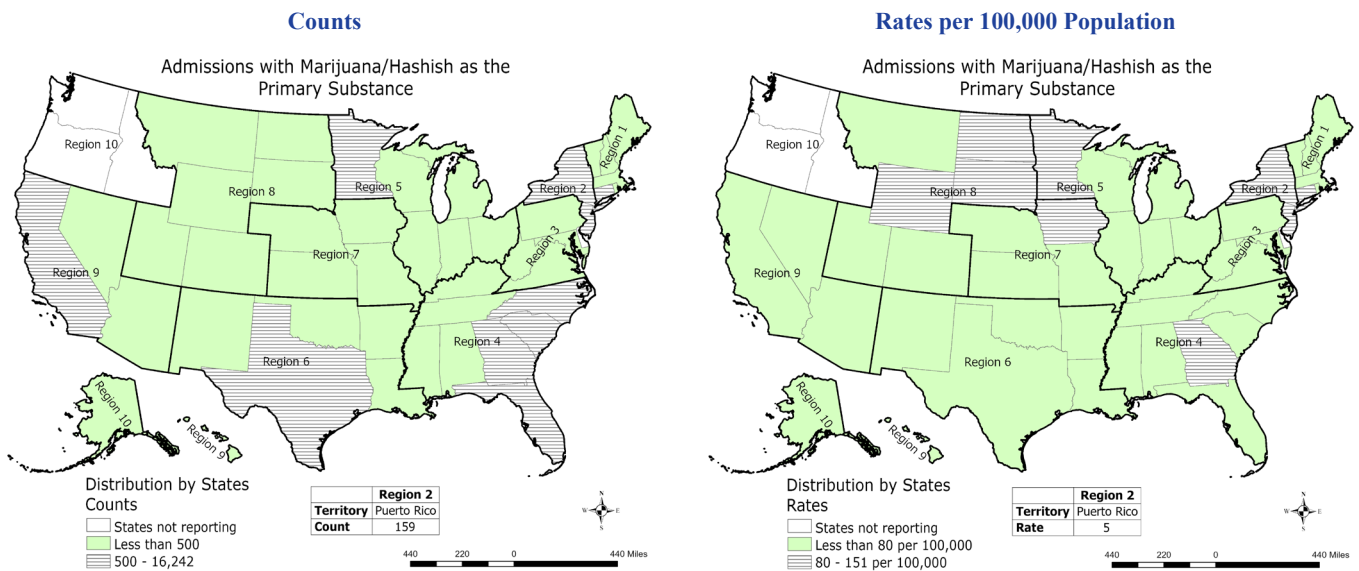 Counts
Admissions with Marijuana/Hashish as the
Primary Substance
Region 10
Region 8
Region 5
Region 2
Region 1
Region 3
Region 7
Region 9
Region 4
Region 6
Region 10
Region 9
Distribution by States
Counts
States not reporting
Less than 500
500 - 16,242
Region 2
Territory Puerto Rico
Count 159
N
W E
S
440 220 0 440 Miles
Rates per 100,000 Population
Admissions with Marijuana/Hashish as the
Primary Substance
Region 10
Region 8
Region 5
Region 2
Region 1
Region 3
Region 7
Region 9
Region 4
Region 6
Region 10
Region 9
Distribution by States
Rates
States not reporting
Less than 80 per 100,000
80 - 151 per 100,000
Region 2
Territory Puerto Rico
Rate 5
N
W E
S
440 220 0 440 Miles